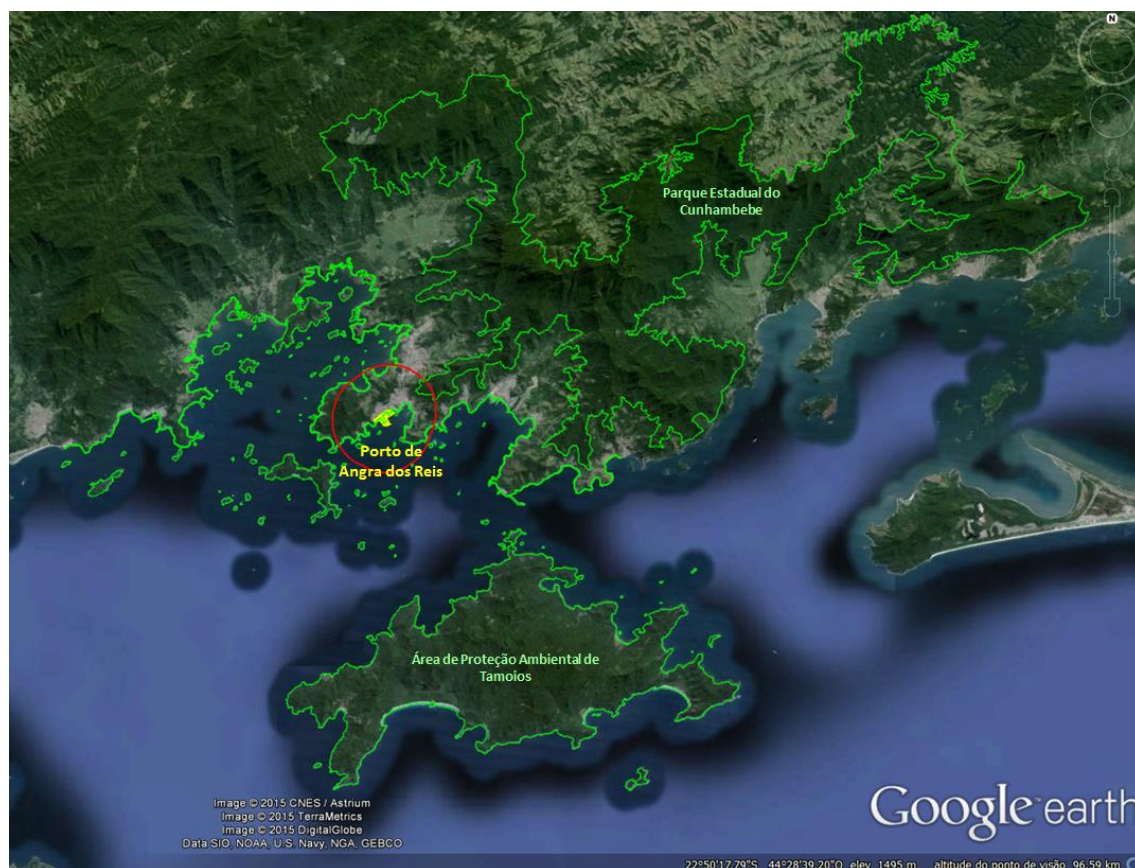 N
Parque Estadual do
Cunhambebe
Porto de
Angra dos Reis
Área de Proteção Ambiental de
Tamoios
Image © 2015 CNES / Astrium
Image © 2015 TerraMetrics
Image © 2015 DigitalGlobe
Data SIO, NOAA, U.S. Navy, NGA, GEBCO
Google earth
22°50'17.79"S 44°28'39.20"O elev 1495 m altitude do ponto de visão 96.59 km